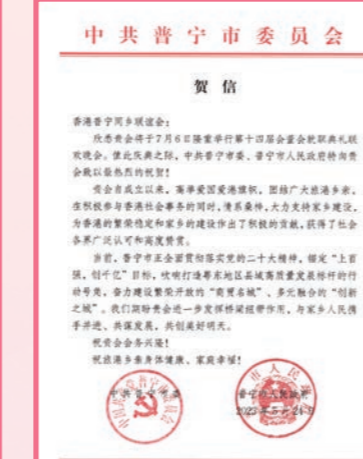 中共普宁市委员会
贺信
香港普宁同乡联谊会:
欣悉贵会将于7月6日隆重举行第十四届会董会就职典礼联
欢晚会。值此庆典之际,中共普宁市委、普宁市人民政府特向贵
会致以最热烈的祝贺!
贵会自成立以来,高举爱国爱港旗帜,团结广大旅港乡亲,
在积极参与香港社会事务的同时,情系桑梓,大力支持家乡建设,
为香港的繁荣稳定和家乡的建设作出了积极的贡献,获得了社会
各界广泛认可和高度赞赏。
当前,普宁市正全面贯彻落实党的二十大精神,锚定“上百
强、创千亿”目标,吹响打造粤东地区县域高质量发展标杆的行
动号角,奋力建设繁荣开放的“商贸名城”、多元融合的“创新
之城”。我们期盼贵会进一步发挥桥梁纽带作用,与家乡人民携
手并进、共谋发展,共创美好明天。
祝贵会会务兴隆!
祝旅港乡亲身体健康、家庭幸福!
中共普宁市委
普宁市人民政府